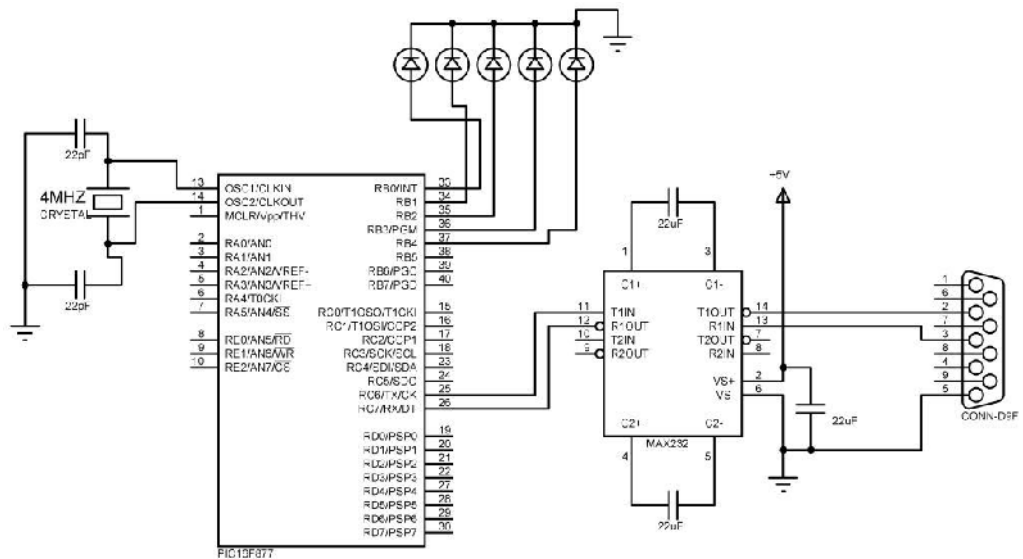 22pF
4MHZ
CRYSTAL
22pF
13 OSC1/CLKIN
14 OSC2/CLKOUT
1 MCLR/Vpp/THV
2 RA0/AN0
3 RA1/AN1
4 RA2/AN2/VREF-
5 RA3/AN3/VREF-
6 RA4/T0CKI
7 RA5/AN4/SS
8 RE0/AN5/RD
9 RE1/AN6/WR
10 RE2/AN7/CS
RB0/INT 33
RB1 34
RB2 35
RB3/PGM 36
RB4 37
RB5 38
RB6/PGC 39
RB7/PGD 40
RC0/T1OSO/T1CKI 15
RC1/T1OSI/CCP2 16
RC2/CCP1 17
RC3/SCK/SCL 18
RC4/SDI/SDA 23
RC5/SDO 24
RC6/TX/CK 25
RC7/RX/DT 26
RD0/PSP0 19
RD1/PSP1 20
RD2/PSP2 21
RD3/PSP3 22
RD4/PSP4 27
RD5/PSP5 28
RD6/PSP6 29
RD7/PSP7 30
PIC16F877
22uF
1 3
C1+ C1-
11 T1IN T1OUT 14
12 R1OUT R1IN 13
10 T2IN T2OUT 7
9 R2OUT R2IN 8
VS+ 2
VS- 6
C2+ C2-
MAX232
4 5
22uF
+5V
22uF
1
6
2
7
3
8
4
9
5
CONN-D9F